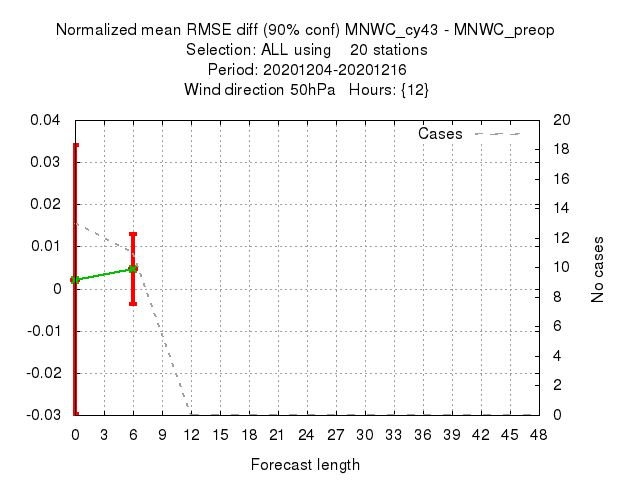 Normalized mean RMSE diff (90% conf) MNWC_cy43 - MNWC_preop
Selection: ALL using 20 stations
Period: 20201204-20201216
Wind direction 50hPa Hours: {12}
Cases
0.04
0.03
0.02
0.01
0
-0.01
-0.02
-0.03
20
18
16
14
12
10
8
6
4
2
0
No cases
0 3 6 9 12 15 18 21 24 27 30 33 36 39 42 45 48
Forecast length